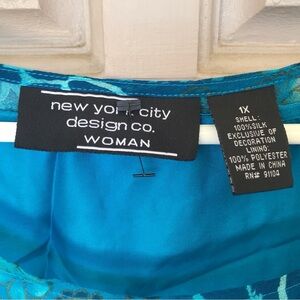 new york city
design co.
WOMAN
1X
SHELL:
100%SILK
EXCLUSIVE OF
DECORATION
LINING:
100% POLYESTER
MADE IN CHINA
RN# 91104